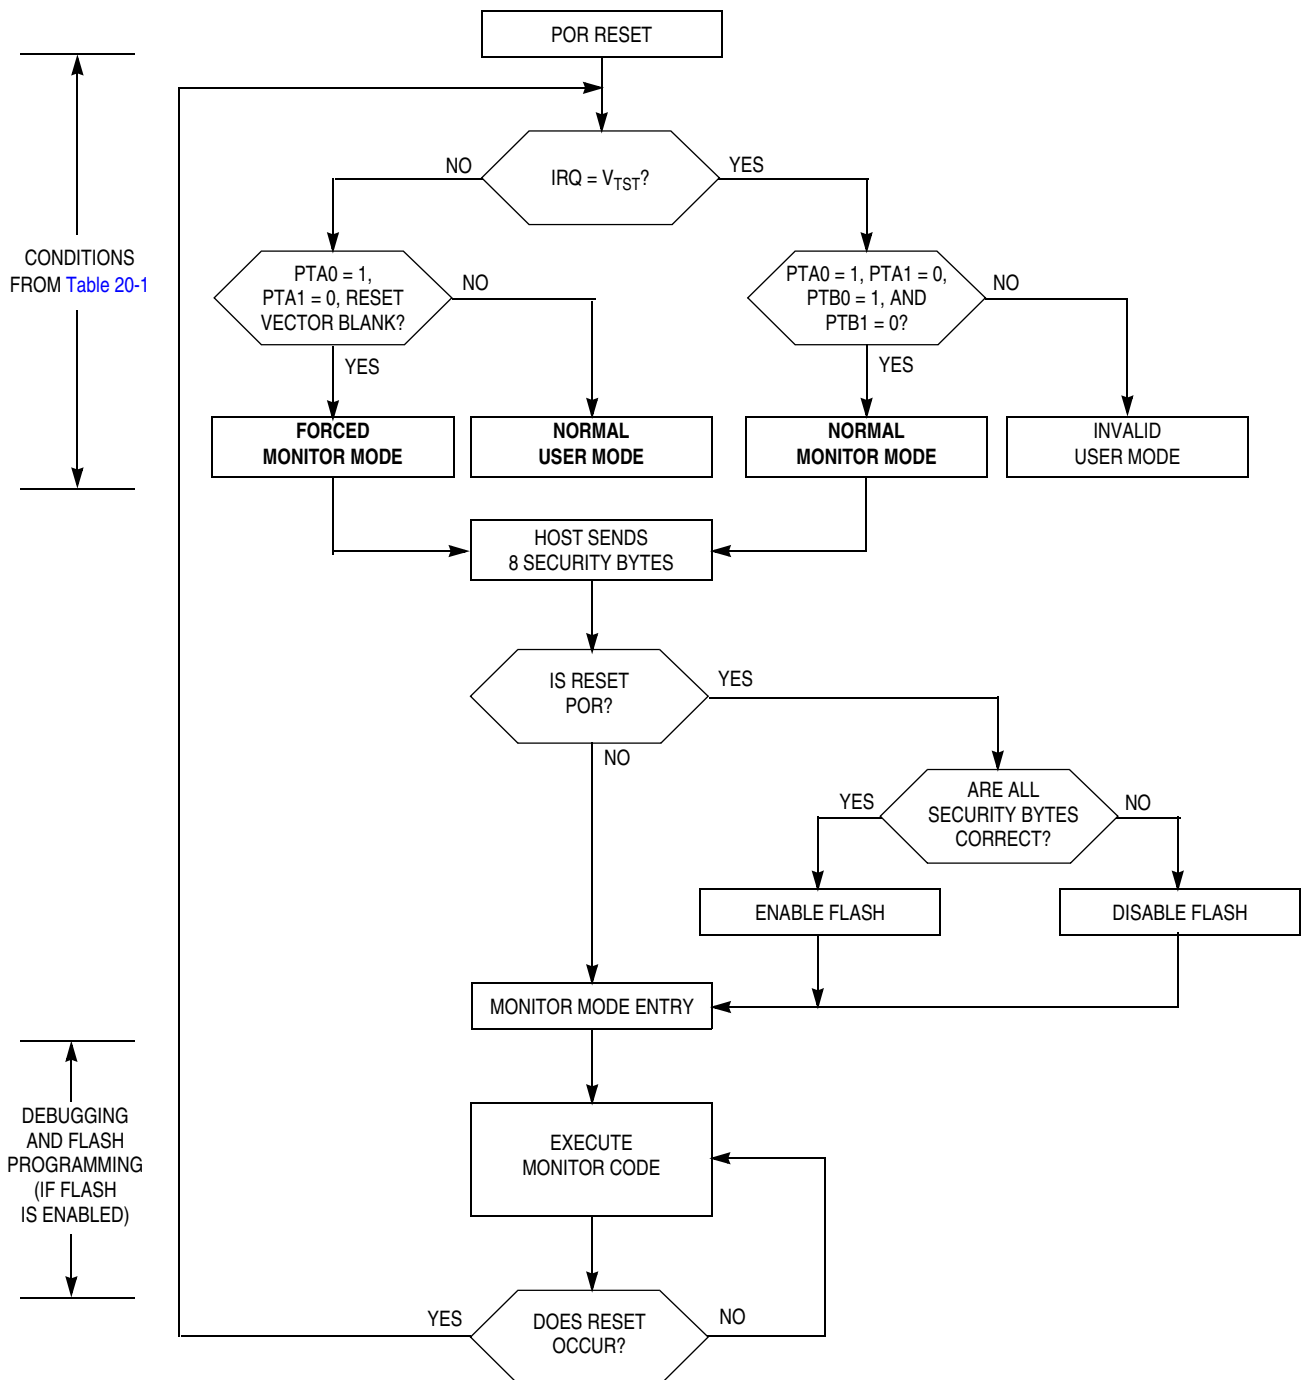 POR RESET
NO
IRQ = VTST?
YES
CONDITIONS
FROM Table 20-1
PTA0 = 1,
PTA1 = 0, RESET
VECTOR BLANK?
NO
YES
PTA0 = 1, PTA1 = 0,
PTB0 = 1, AND
PTB1 = 0?
NO
YES
FORCED
MONITOR MODE
NORMAL
USER MODE
NORMAL
MONITOR MODE
INVALID
USER MODE
HOST SENDS
8 SECURITY BYTES
IS RESET
POR?
YES
NO
YES
ARE ALL
SECURITY BYTES
CORRECT?
NO
ENABLE FLASH
DISABLE FLASH
MONITOR MODE ENTRY
DEBUGGING
AND FLASH
PROGRAMMING
(IF FLASH
IS ENABLED)
EXECUTE
MONITOR CODE
YES
DOES RESET
OCCUR?
NO